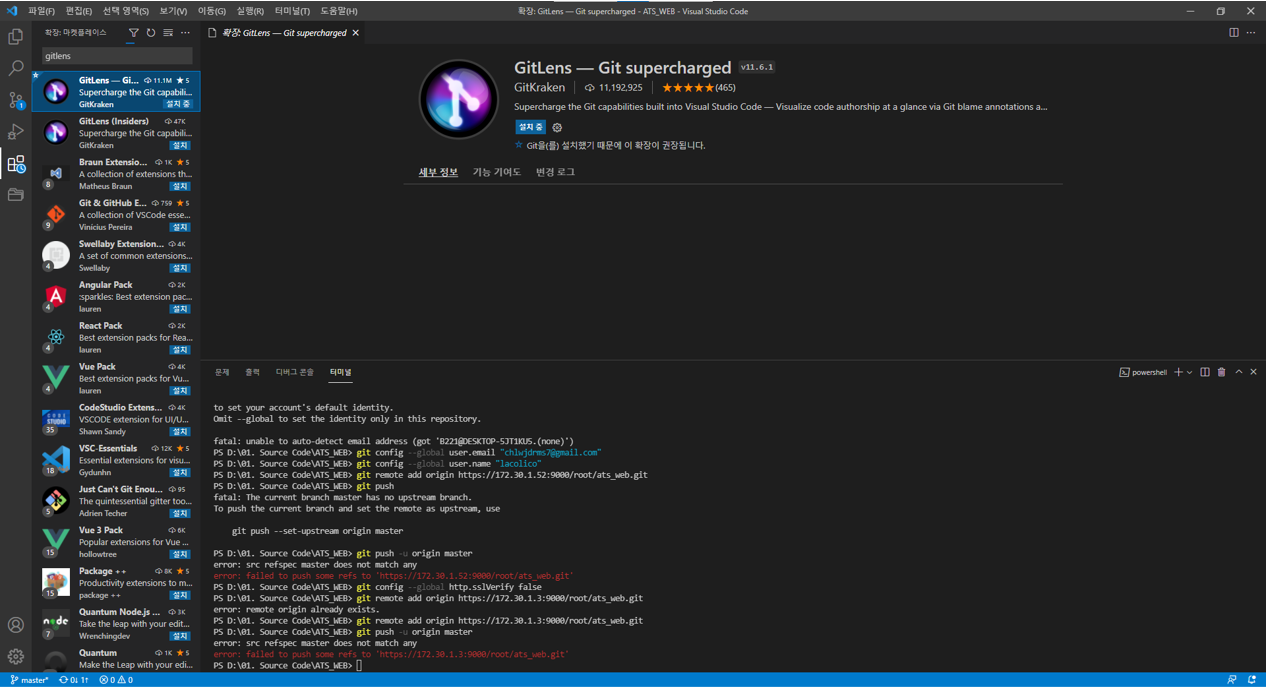 파일(F) 편집(E) 선택 영역(S) 보기(V) 이동(G) 실행(R) 터미널(T) 도움말(H)
확장: GitLens — Git supercharged - ATS_WEB - Visual Studio Code
확장: 마켓플레이스
gitlens
GitLens — Gi... 11.1M 5
Supercharge the Git capabili...
GitKraken 설치 중
GitLens (Insiders) 47K
Supercharge the Git capabili...
GitKraken 설치
Braun Extensio... 1K 5
A collection of extensions th...
Matheus Braun 설치
8
Git & GitHub E... 759 5
A collection of VSCode esse...
Vinícius Pereira 설치
9
Swellaby Extension... 4K
A set of common extensions...
Swellaby 설치
4
Angular Pack 2K
:sparkles: Best extension pac...
lauren 설치
4
React Pack 2K
Best extension packs for Rea...
lauren 설치
4
Vue Pack 4K
Best extension packs for Vu...
lauren 설치
4
CodeStudio Extens... 4K
VSCODE extension for UI/U...
Shawn Sandy 설치
CODE STUDIO
35
VSC-Essentials 12K 5
Essential extensions for visu...
Gydunhn 설치
18
Just Can't Git Enou... 95
The quintessential gitter too...
Adrien Techer 설치
5
Vue 3 Pack 6K
Popular extensions for Vue ...
hollowtree 설치
15
Package ++ 8K 5
Productivity extensions to m...
package ++ 설치
15
Quantum Node.js ... 3K
Take the leap with your edit...
Wrenchingdev 설치
node
7
Quantum 1K 5
Make the Leap with your edi...
1
확장: GitLens — Git supercharged
GitLens — Git supercharged v11.6.1
GitKraken 11,192,925 (465)
Supercharge the Git capabilities built into Visual Studio Code — Visualize code authorship at a glance via Git blame annotations a...
설치 중
Git을(를) 설치했기 때문에 이 확장이 권장됩니다.
세부 정보 기능 기여도 변경 로그
문제 출력 디버그 콘솔 터미널
powershell
to set your account's default identity.
Omit --global to set the identity only in this repository.
fatal: unable to auto-detect email address (got 'B221@DESKTOP-5JT1KUS.(none)')
PS D:\01. Source Code\ATS_WEB> git config --global user.email "chlwjdrms7@gmail.com"
PS D:\01. Source Code\ATS_WEB> git config --global user.name "lacolico"
PS D:\01. Source Code\ATS_WEB> git remote add origin https://172.30.1.52:9000/root/ats_web.git
PS D:\01. Source Code\ATS_WEB> git push
fatal: The current branch master has no upstream branch.
To push the current branch and set the remote as upstream, use
git push --set-upstream origin master
PS D:\01. Source Code\ATS_WEB> git push -u origin master
error: src refspec master does not match any
error: failed to push some refs to 'https://172.30.1.52:9000/root/ats_web.git'
PS D:\01. Source Code\ATS_WEB> git config --global http.sslVerify false
PS D:\01. Source Code\ATS_WEB> git remote add origin https://172.30.1.3:9000/root/ats_web.git
error: remote origin already exists.
PS D:\01. Source Code\ATS_WEB> git remote add origin https://172.30.1.3:9000/root/ats_web.git
PS D:\01. Source Code\ATS_WEB> git push -u origin master
error: src refspec master does not match any
error: failed to push some refs to 'https://172.30.1.3:9000/root/ats_web.git'
PS D:\01. Source Code\ATS_WEB>
master* 0↓ 1↑ 0 0